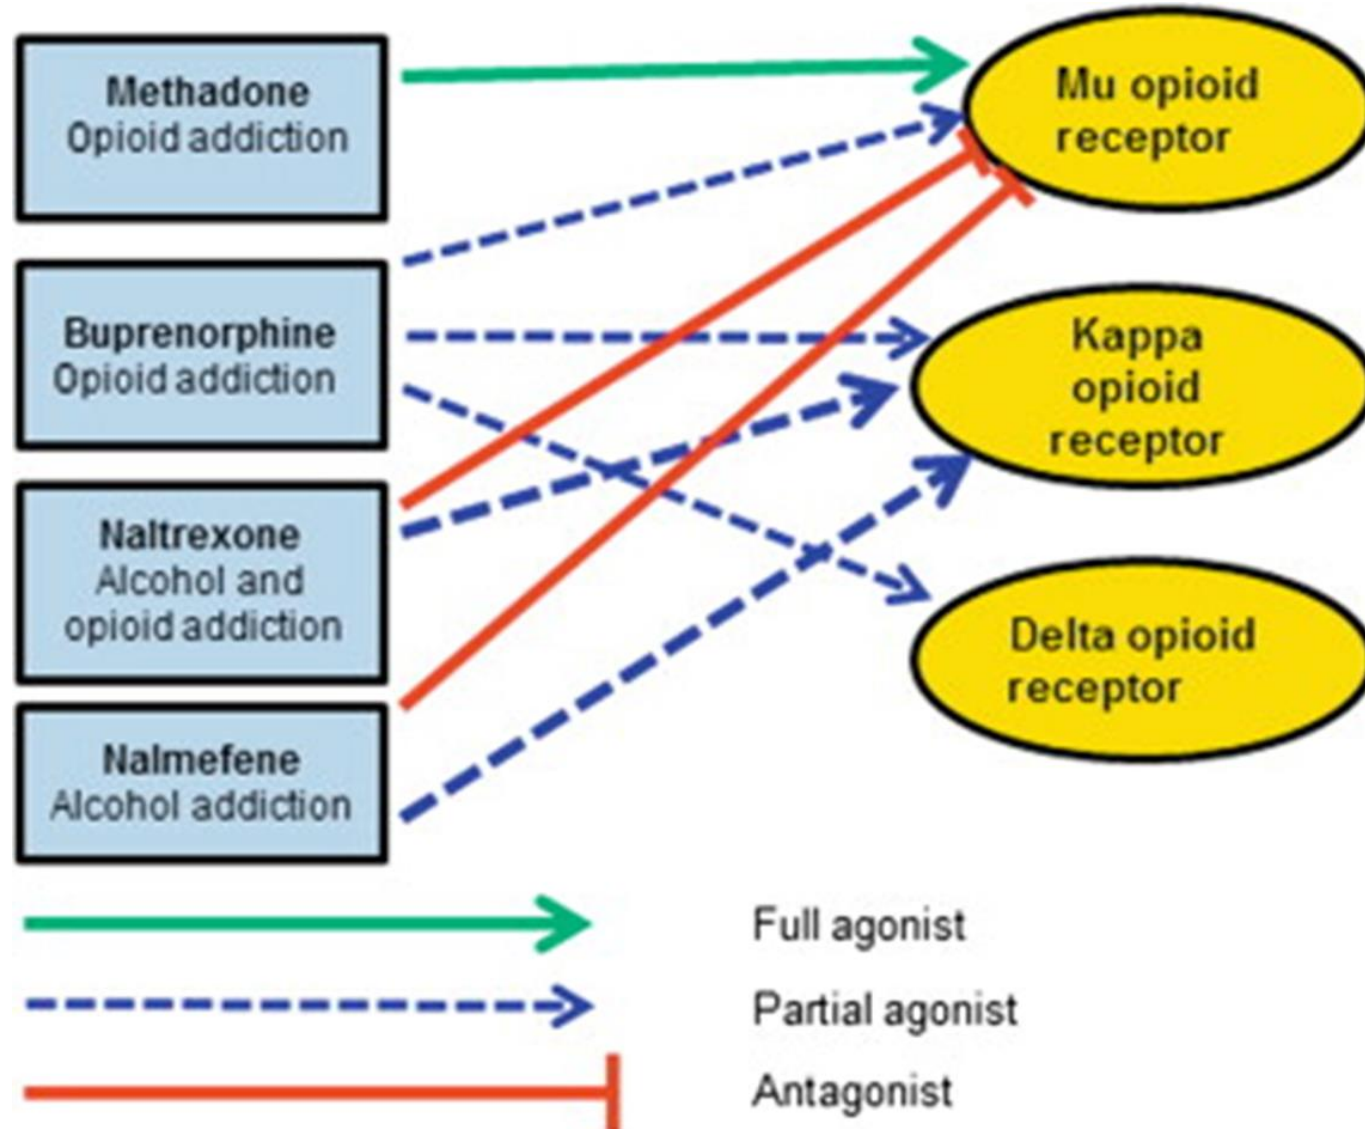 Methadone
Opioid addiction
Buprenorphine
Opioid addiction
Naltrexone
Alcohol and
opioid addiction
Nalmefene
Alcohol addiction
Mu opioid
receptor
Kappa
opioid
receptor
Delta opioid
receptor
Full agonist
Partial agonist
Antagonist